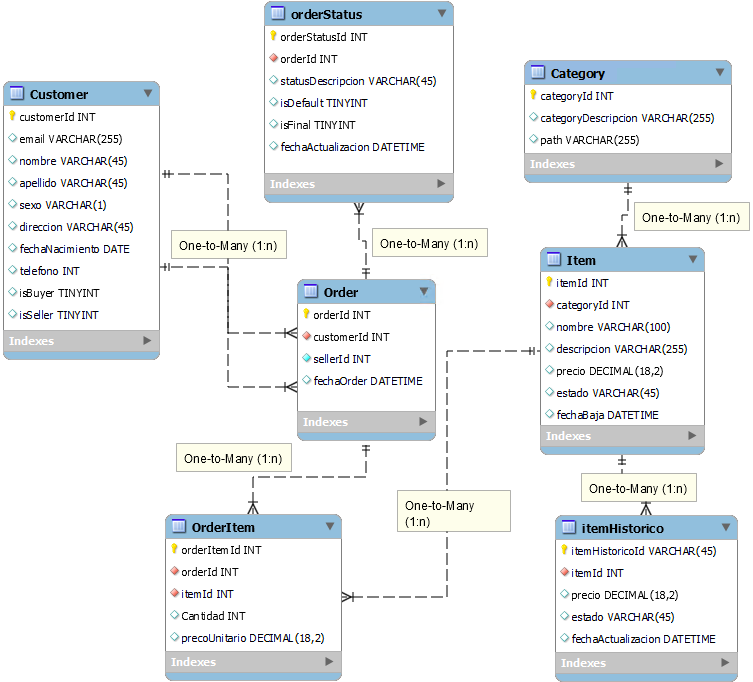 orderStatus
orderStatusId INT
orderId INT
statusDescripcion VARCHAR(45)
isDefault TINYINT
isFinal TINYINT
fechaActualizacion DATETIME
Indexes
Category
categoryId INT
categoryDescripcion VARCHAR(255)
path VARCHAR(255)
Indexes
Customer
customerId INT
email VARCHAR(255)
nombre VARCHAR(45)
apellido VARCHAR(45)
sexo VARCHAR(1)
direccion VARCHAR(45)
fechaNacimiento DATE
telefono INT
isBuyer TINYINT
isSeller TINYINT
Indexes
One-to-Many (1:n)
One-to-Many (1:n)
One-to-Many (1:n)
Order
orderId INT
customerId INT
sellerId INT
fechaOrder DATETIME
Indexes
Item
itemId INT
categoryId INT
nombre VARCHAR(100)
descripcion VARCHAR(255)
precio DECIMAL(18,2)
estado VARCHAR(45)
fechaBaja DATETIME
Indexes
One-to-Many (1:n)
One-to-Many
(1:n)
One-to-Many (1:n)
OrderItem
orderItemId INT
orderId INT
itemId INT
Cantidad INT
precoUnitario DECIMAL(18,2)
Indexes
itemHistorico
itemHistoricoId VARCHAR(45)
itemId INT
precio DECIMAL(18,2)
estado VARCHAR(45)
fechaActualizacion DATETIME
Indexes